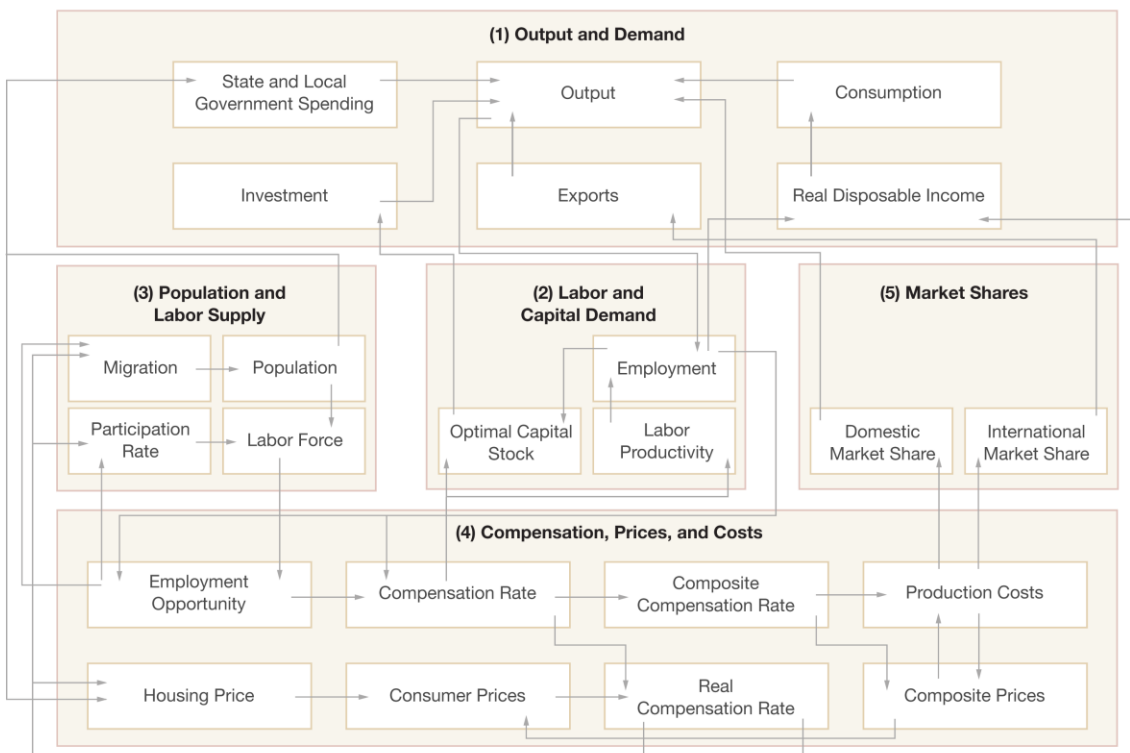 (1) Output and Demand
State and Local
Government Spending
Output
Consumption
Investment
Exports
Real Disposable Income
(3) Population and
Labor Supply
Migration
Population
Participation
Rate
Labor Force
(2) Labor and
Capital Demand
Employment
Optimal Capital
Stock
Labor
Productivity
(5) Market Shares
Domestic
Market Share
International
Market Share
(4) Compensation, Prices, and Costs
Employment
Opportunity
Compensation Rate
Composite
Compensation Rate
Production Costs
Housing Price
Consumer Prices
Real
Compensation Rate
Composite Prices